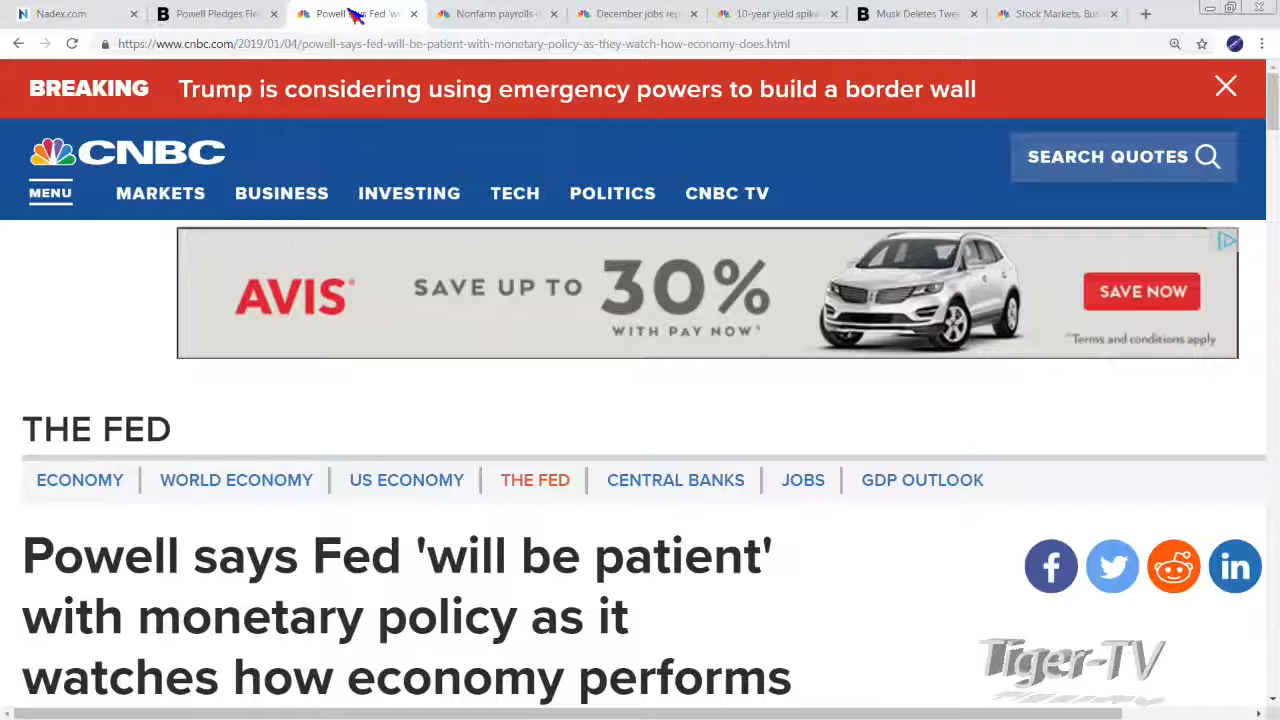 Nadex.com
Powell Pledges Fle
Powell says Fed 'w
Nonfarm payrolls
December jobs rep
10-year yield spike
Musk Deletes Twe
Stock Markets, Bus
https://www.cnbc.com/2019/01/04/powell-says-fed-will-be-patient-with-monetary-policy-as-they-watch-how-economy-does.html
BREAKING Trump is considering using emergency powers to build a border wall
CNBC
SEARCH QUOTES
MENU MARKETS BUSINESS INVESTING TECH POLITICS CNBC TV
AVIS SAVE UP TO 30%
WITH PAY NOW*
SAVE NOW
*Terms and conditions apply
THE FED
ECONOMY WORLD ECONOMY US ECONOMY THE FED CENTRAL BANKS JOBS GDP OUTLOOK
Powell says Fed 'will be patient'
with monetary policy as it
watches how economy performs
Tiger-TV